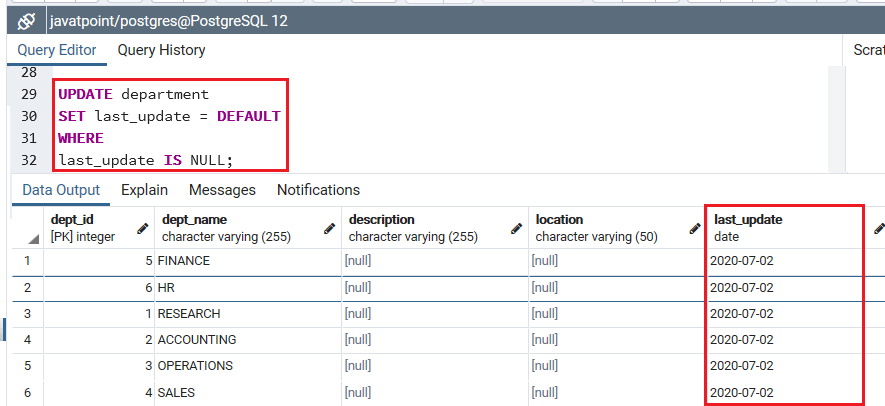 javatpoint/postgres@PostgreSQL 12
Query Editor Query History Scrat
28
29 UPDATE department
30 SET last_update = DEFAULT
31 WHERE
32 last_update IS NULL;
Data Output Explain Messages Notifications
dept_id dept_name description location last_update
[PK] integer character varying (255) character varying (255) character varying (50) date
1 5 FINANCE [null] [null] 2020-07-02
2 6 HR [null] [null] 2020-07-02
3 1 RESEARCH [null] [null] 2020-07-02
4 2 ACCOUNTING [null] [null] 2020-07-02
5 3 OPERATIONS [null] [null] 2020-07-02
6 4 SALES [null] [null] 2020-07-02